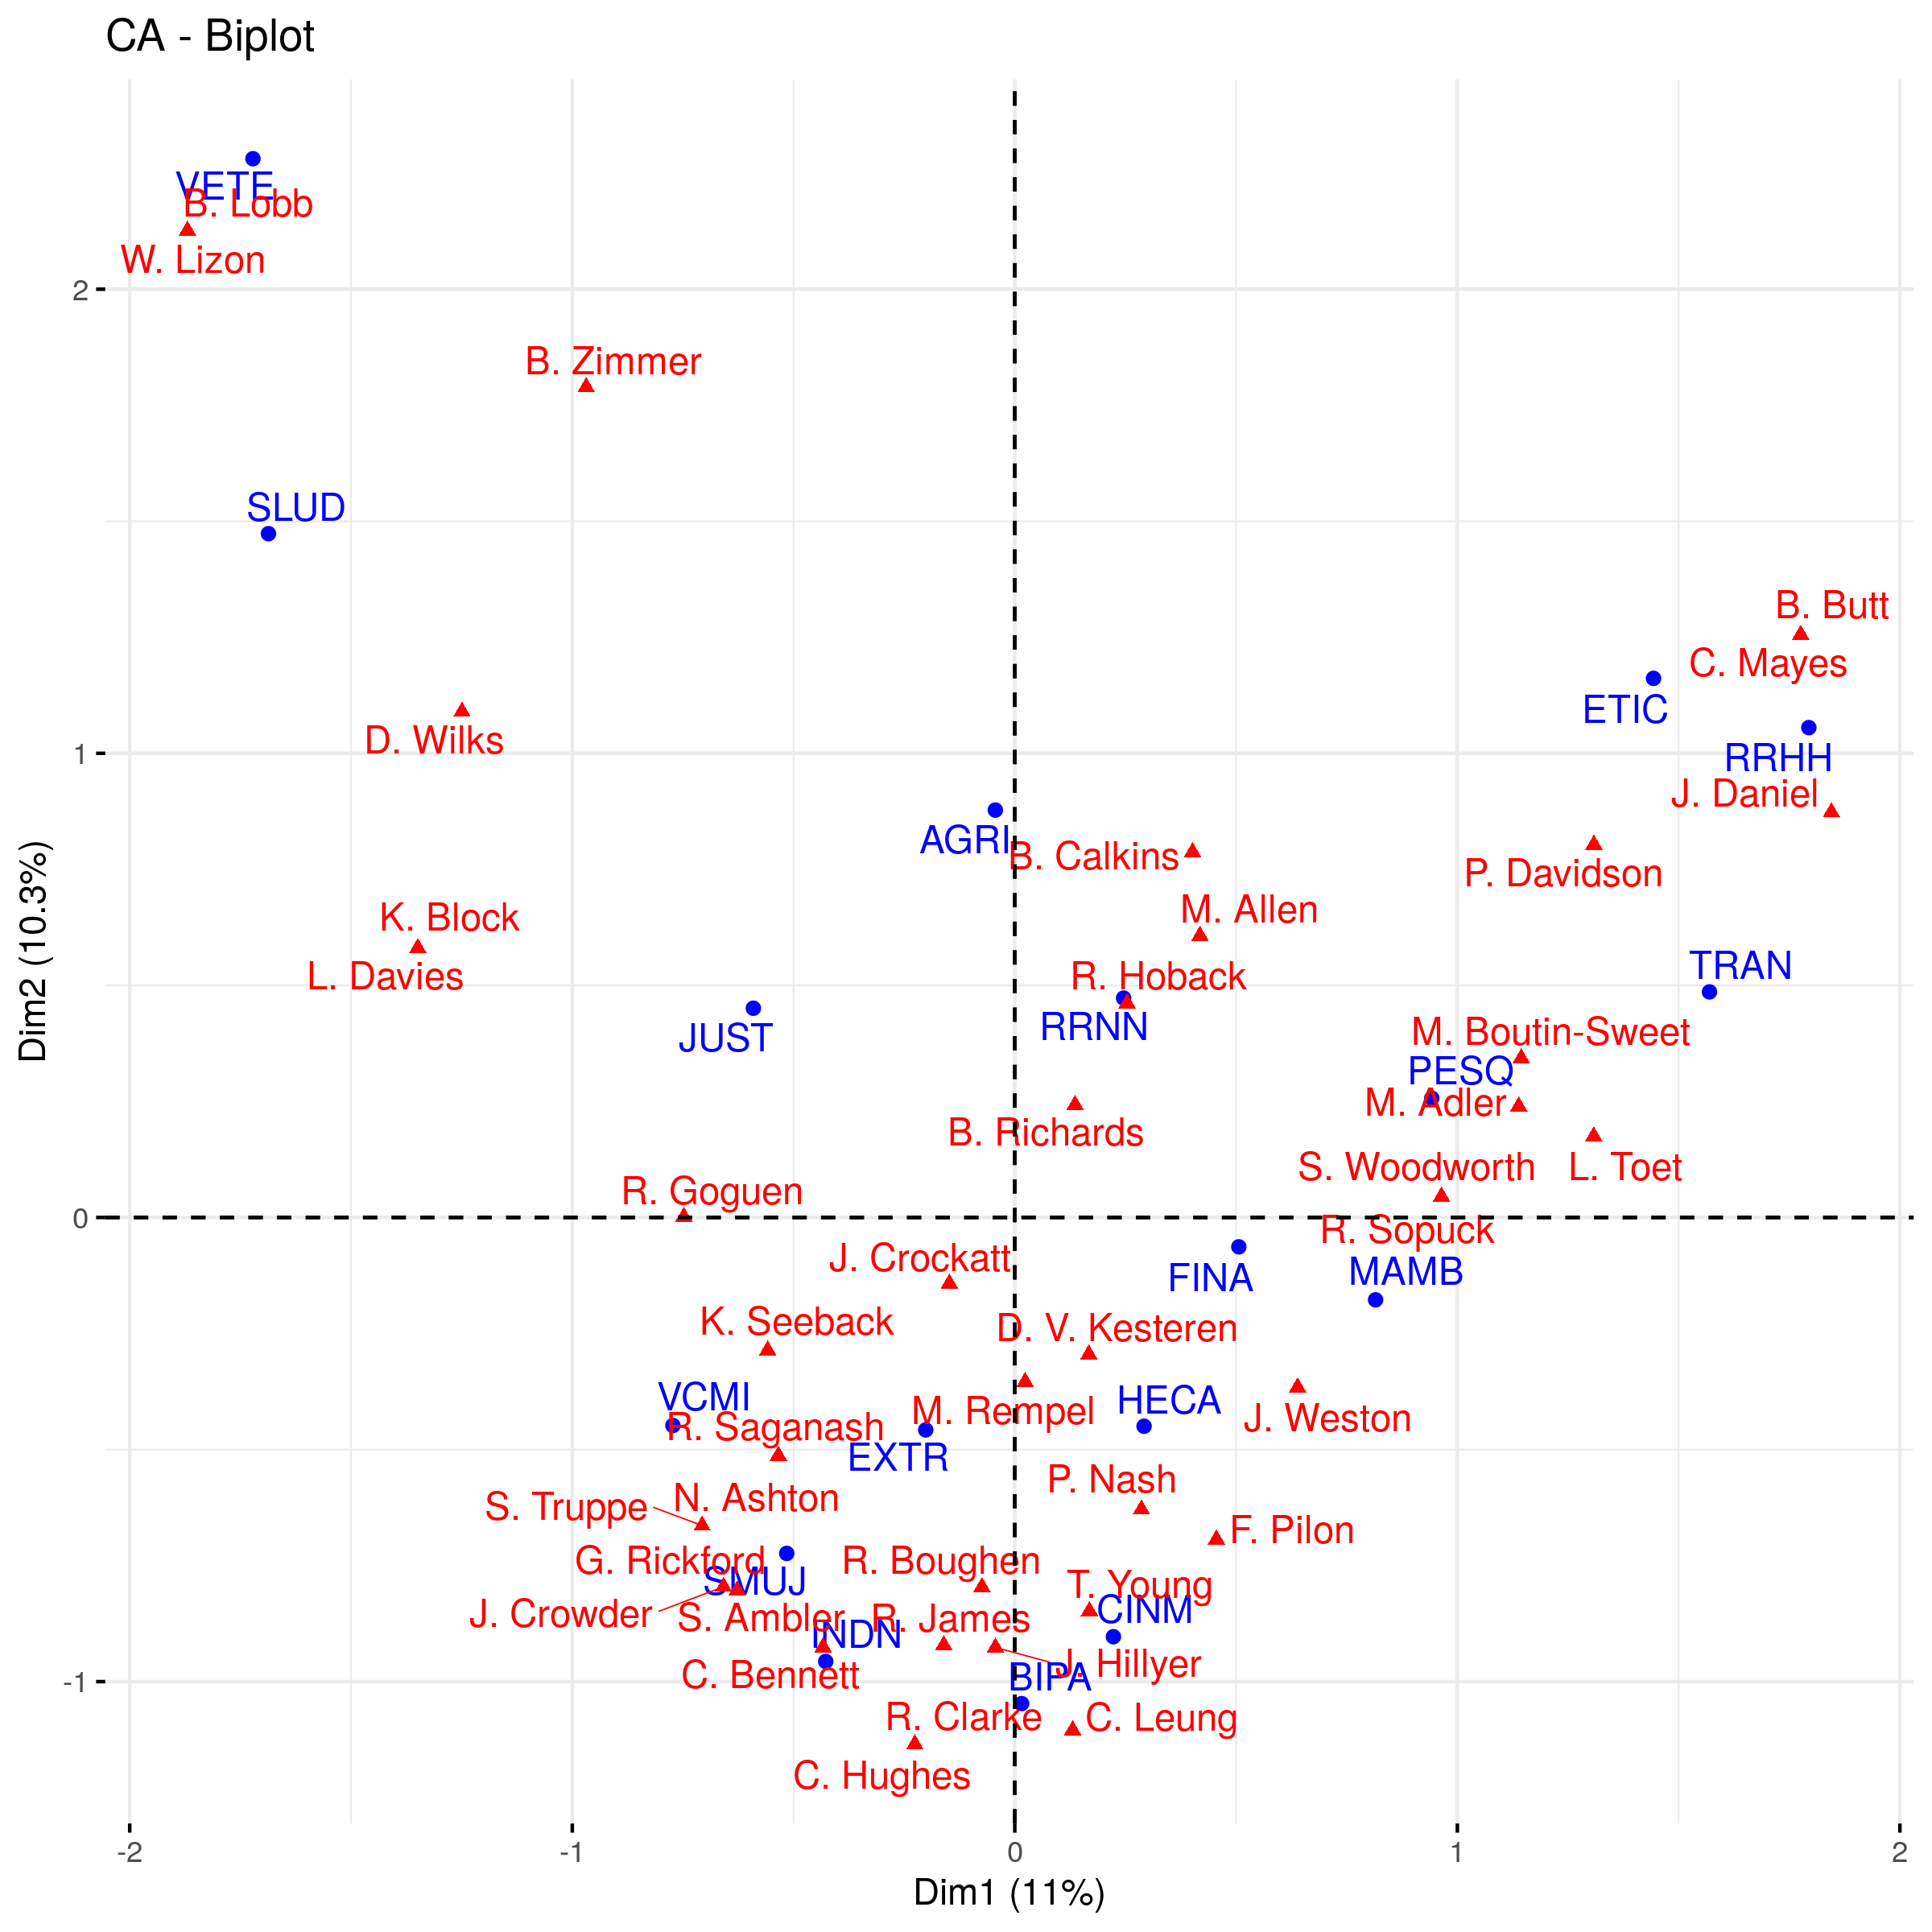 CA - Biplot
VETE
B. Lobb
W. Lizon
2
B. Zimmer
SLUD
B. Butt
C. Mayes
ETIC
D. Wilks
1
RRHH
J. Daniel
AGRI
B. Calkins
P. Davidson
K. Block
M. Allen
L. Davies
R. Hoback
TRAN
JUST
RRNN
M. Boutin-Sweet
PESQ
M. Adler
B. Richards
S. Woodworth
L. Toet
R. Goguen
0
R. Sopuck
J. Crockatt
FINA
MAMB
K. Seeback
D. V. Kesteren
VCMI
M. Rempel
HECA
J. Weston
R. Saganash
EXTR
P. Nash
N. Ashton
S. Truppe
F. Pilon
G. Rickford
R. Boughen
SMUJ
T. Young
J. Crowder
CINM
S. Ambler
R. James
INDN
J. Hillyer
C. Bennett
BIPA
-1
R. Clarke
C. Leung
C. Hughes
-2
-1
0
1
2
Dim1 (11%)
Dim2 (10.3%)